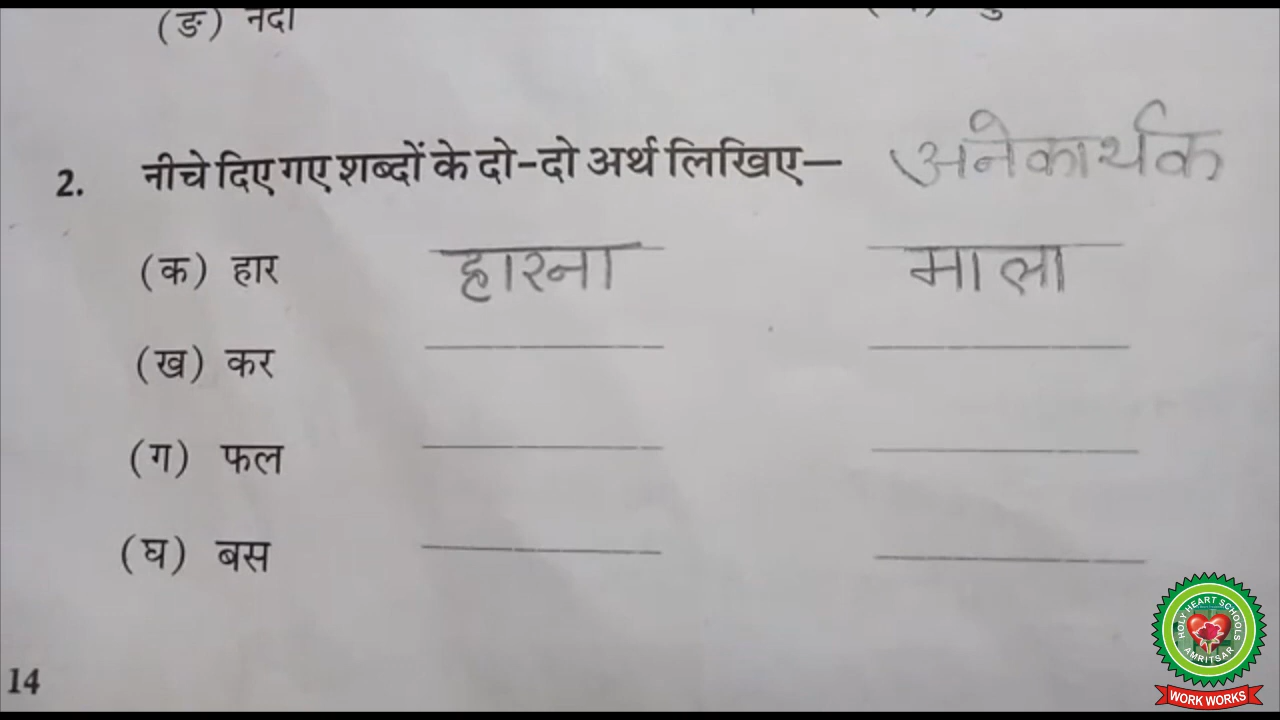 (ङ) नदी
2. नीचे दिए गए शब्दों के दो-दो अर्थ लिखिए— अनेकार्थक
(क) हार हारना माला
(ख) कर
(ग) फल
(घ) बस
14
HOLY HEART SCHOOLS
AMRITSAR
WORK WORKS